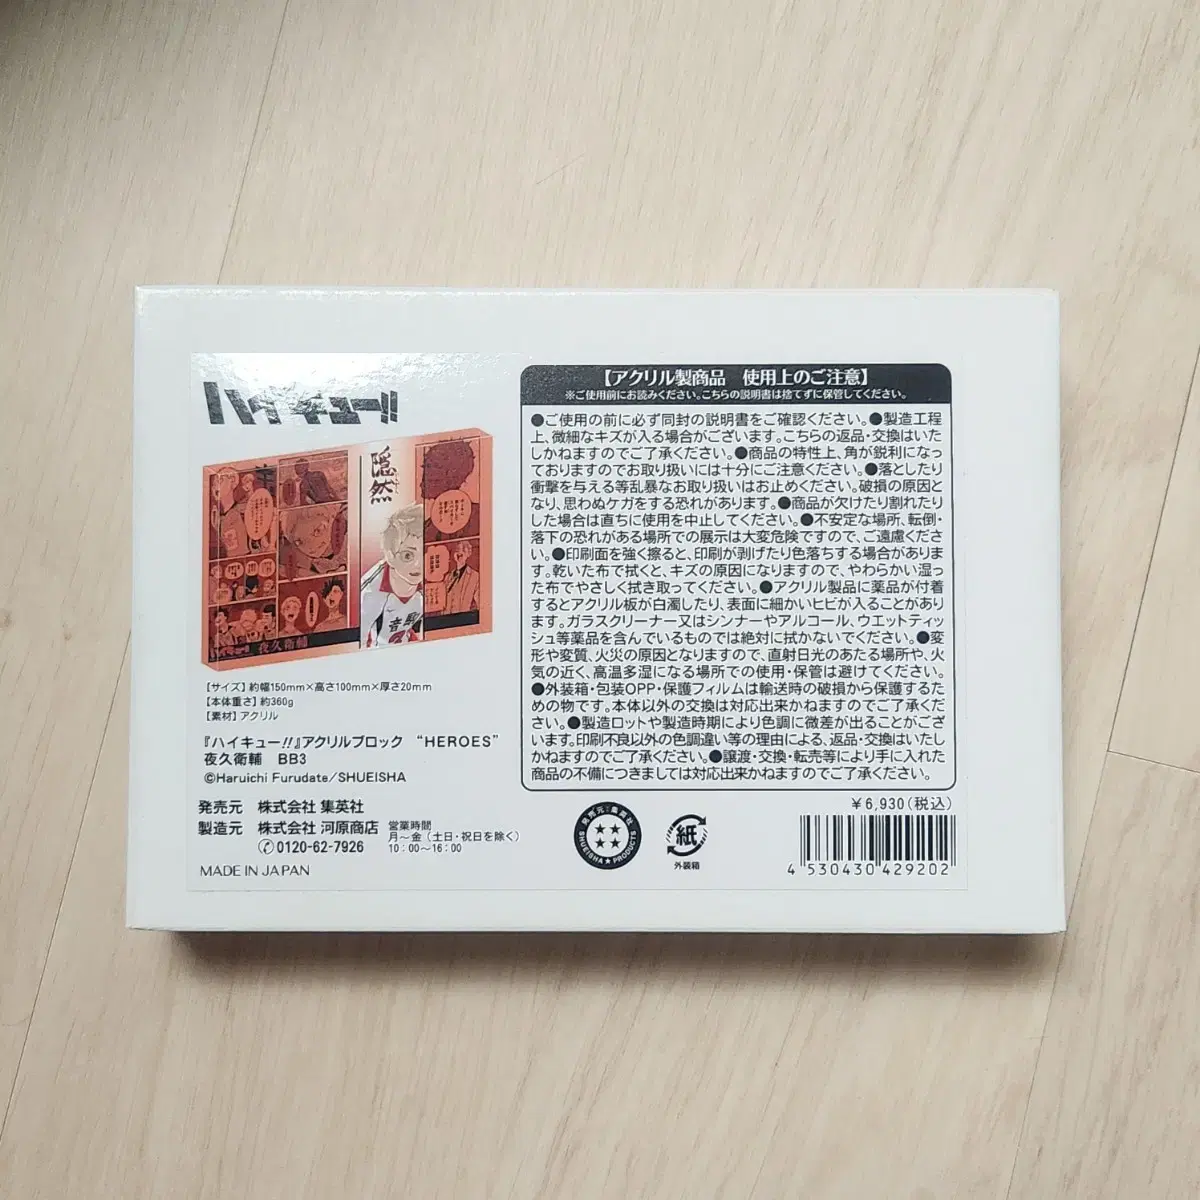 ハイキュー!!
隠然
夜久衛輔
【サイズ】約幅150mm×高さ100mm×厚さ20mm
【本体重さ】約360g
【素材】アクリル
『ハイキュー!!』アクリルブロック “HEROES”
夜久衛輔 BB3
©Haruichi Furudate/SHUEISHA
発売元 株式会社 集英社
製造元 株式会社 河原商店
0120-62-7926
営業時間
月～金（土日・祝日を除く）
10:00～16:00
MADE IN JAPAN
【アクリル製商品 使用上のご注意】
※ご使用前にお読みください。こちらの説明書は捨てずに保管してください。
●ご使用の前に必ず同封の説明書をご確認ください。●製造工程
上、微細なキズが入る場合がございます。こちらの返品・交換はいた
しかねますのでご了承ください。●商品の特性上、角が鋭利になっ
ておりますのでお取り扱いには十分にご注意ください。●落としたり
衝撃を与える等乱暴なお取り扱いはお止めください。破損の原因と
なり、思わぬケガをする恐れがあります。●商品が欠けたり割れたり
した場合は直ちに使用を中止してください。●不安定な場所、転倒・
落下の恐れがある場所での展示は大変危険ですので、ご遠慮くださ
い。●印刷面を強く擦ると、印刷が剥げたり色落ちする場合がありま
す。乾いた布で拭くと、キズの原因になりますので、やわらかい湿っ
た布でやさしく拭き取ってください。●アクリル製品に薬品が付着
するとアクリル板が白濁したり、表面に細かいヒビが入ることがあり
ます。ガラスクリーナー又はシンナーやアルコール、ウエットティッ
シュ等薬品を含んでいるものでは絶対に拭かないでください。●変
形や変質、火災の原因となりますので、直射日光のあたる場所や、火
気の近く、高温多湿になる場所での使用・保管は避けてください。
●外装箱・包装OPP・保護フィルムは輸送時の破損から保護するた
めの物です。本体以外の交換は対応出来かねますのでご了承くださ
い。●製造ロットや製造時期により色調に微差が出ることがござ
います。印刷不良以外の色調違い等の理由による、返品・交換はいた
しかねますのでご了承ください。●譲渡・交換・転売等により手に入れた
商品の不備につきましては対応出来かねますのでご了承ください。
発売元:集英社
SHUEISHA PRODUCTS
紙
外装箱
￥6,930(税込)
4 530430 429202